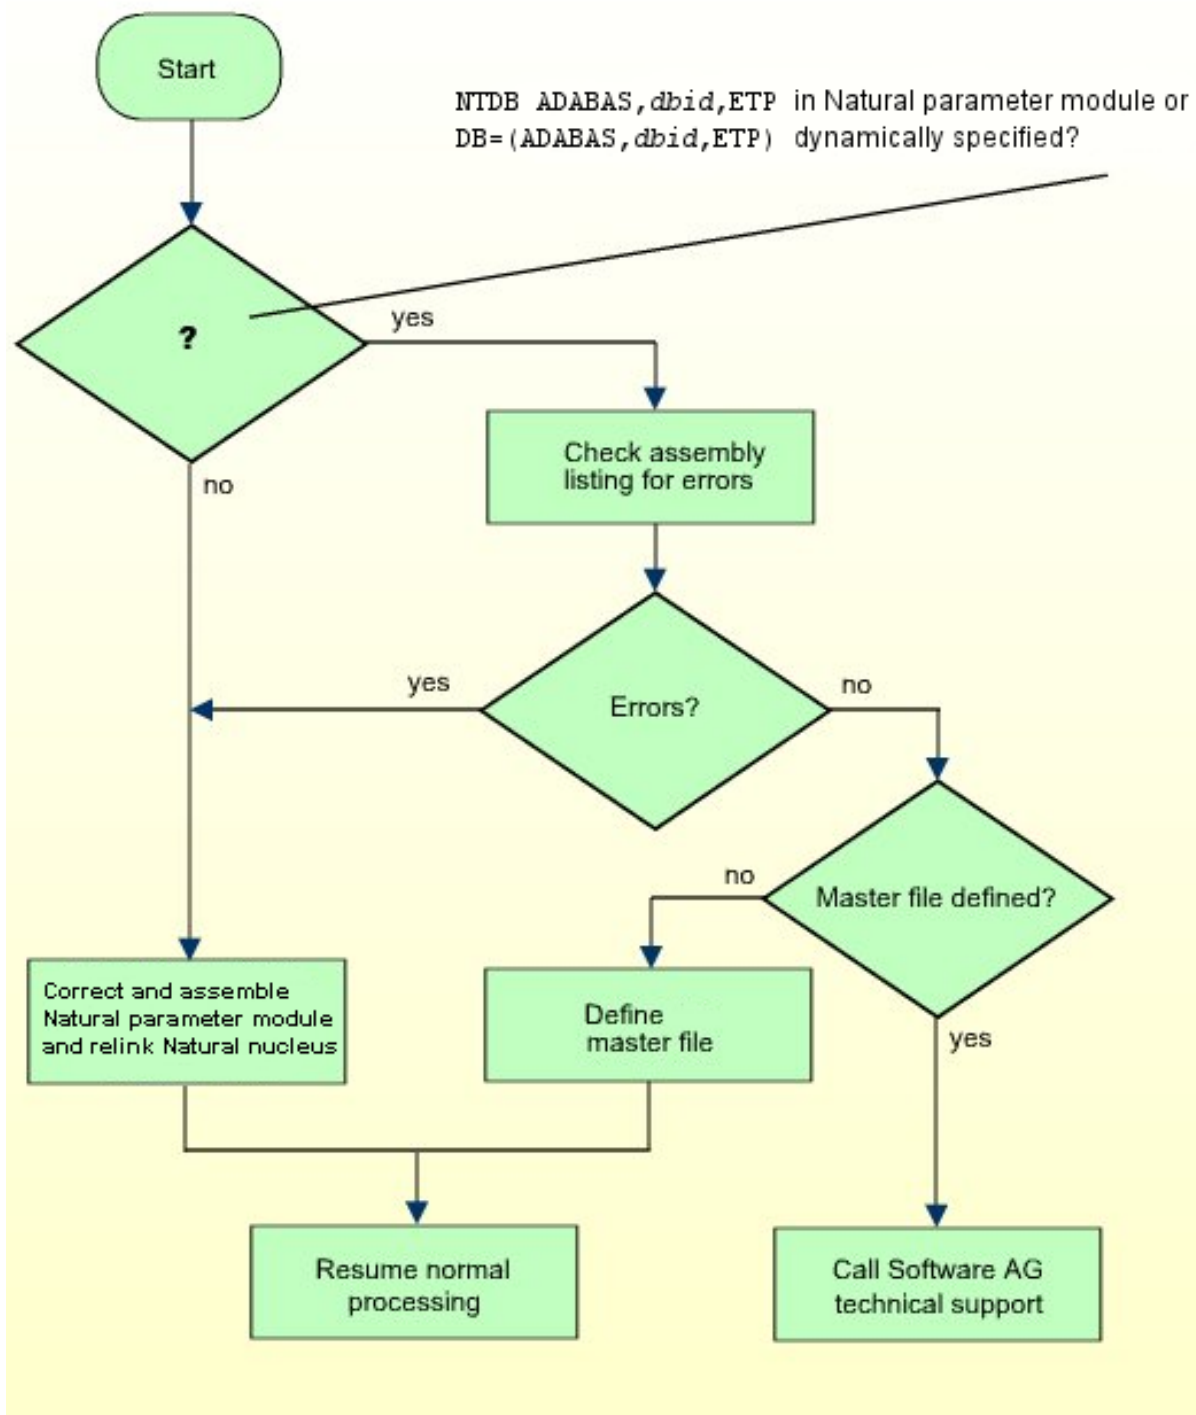 Start
NTDB ADABAS,dbid,ETP in Natural parameter module or
DB=(ADABAS,dbid,ETP) dynamically specified?
?
yes
no
Check assembly
listing for errors
yes
Errors?
no
no
Master file defined?
yes
Correct and assemble
Natural parameter module
and relink Natural nucleus
Define
master file
Resume normal
processing
Call Software AG
technical support